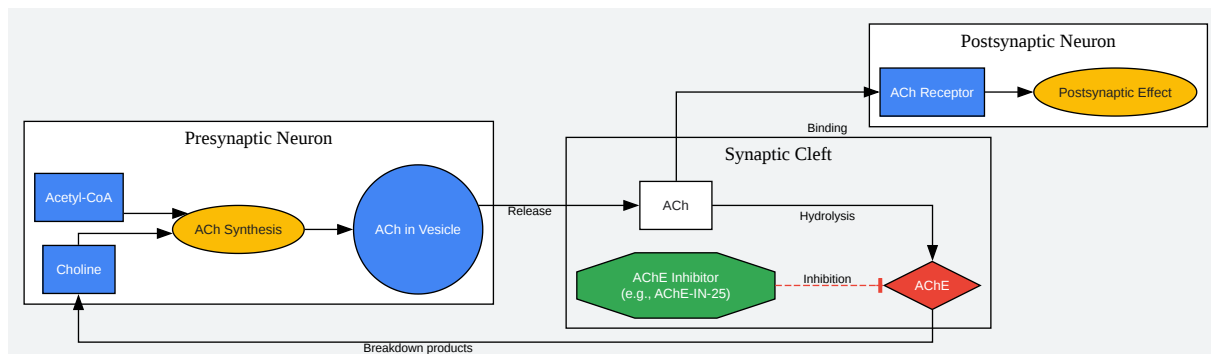 Postsynaptic Neuron
ACh Receptor
Postsynaptic Effect
Binding
Presynaptic Neuron
Synaptic Cleft
Acetyl-CoA
ACh Synthesis
ACh in Vesicle
Choline
Release
ACh
Hydrolysis
AChE Inhibitor
(e.g., AChE-IN-25)
Inhibition
AChE
Breakdown products